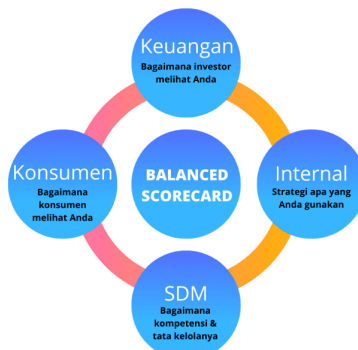 Keuangan
Bagaimana investor
melihat Anda
Konsumen
Bagaimana
konsumen
melihat Anda
BALANCED
SCORECARD
Internal
Strategi apa yang
Anda gunakan
SDM
Bagaimana
kompetensi &
tata kelolanya